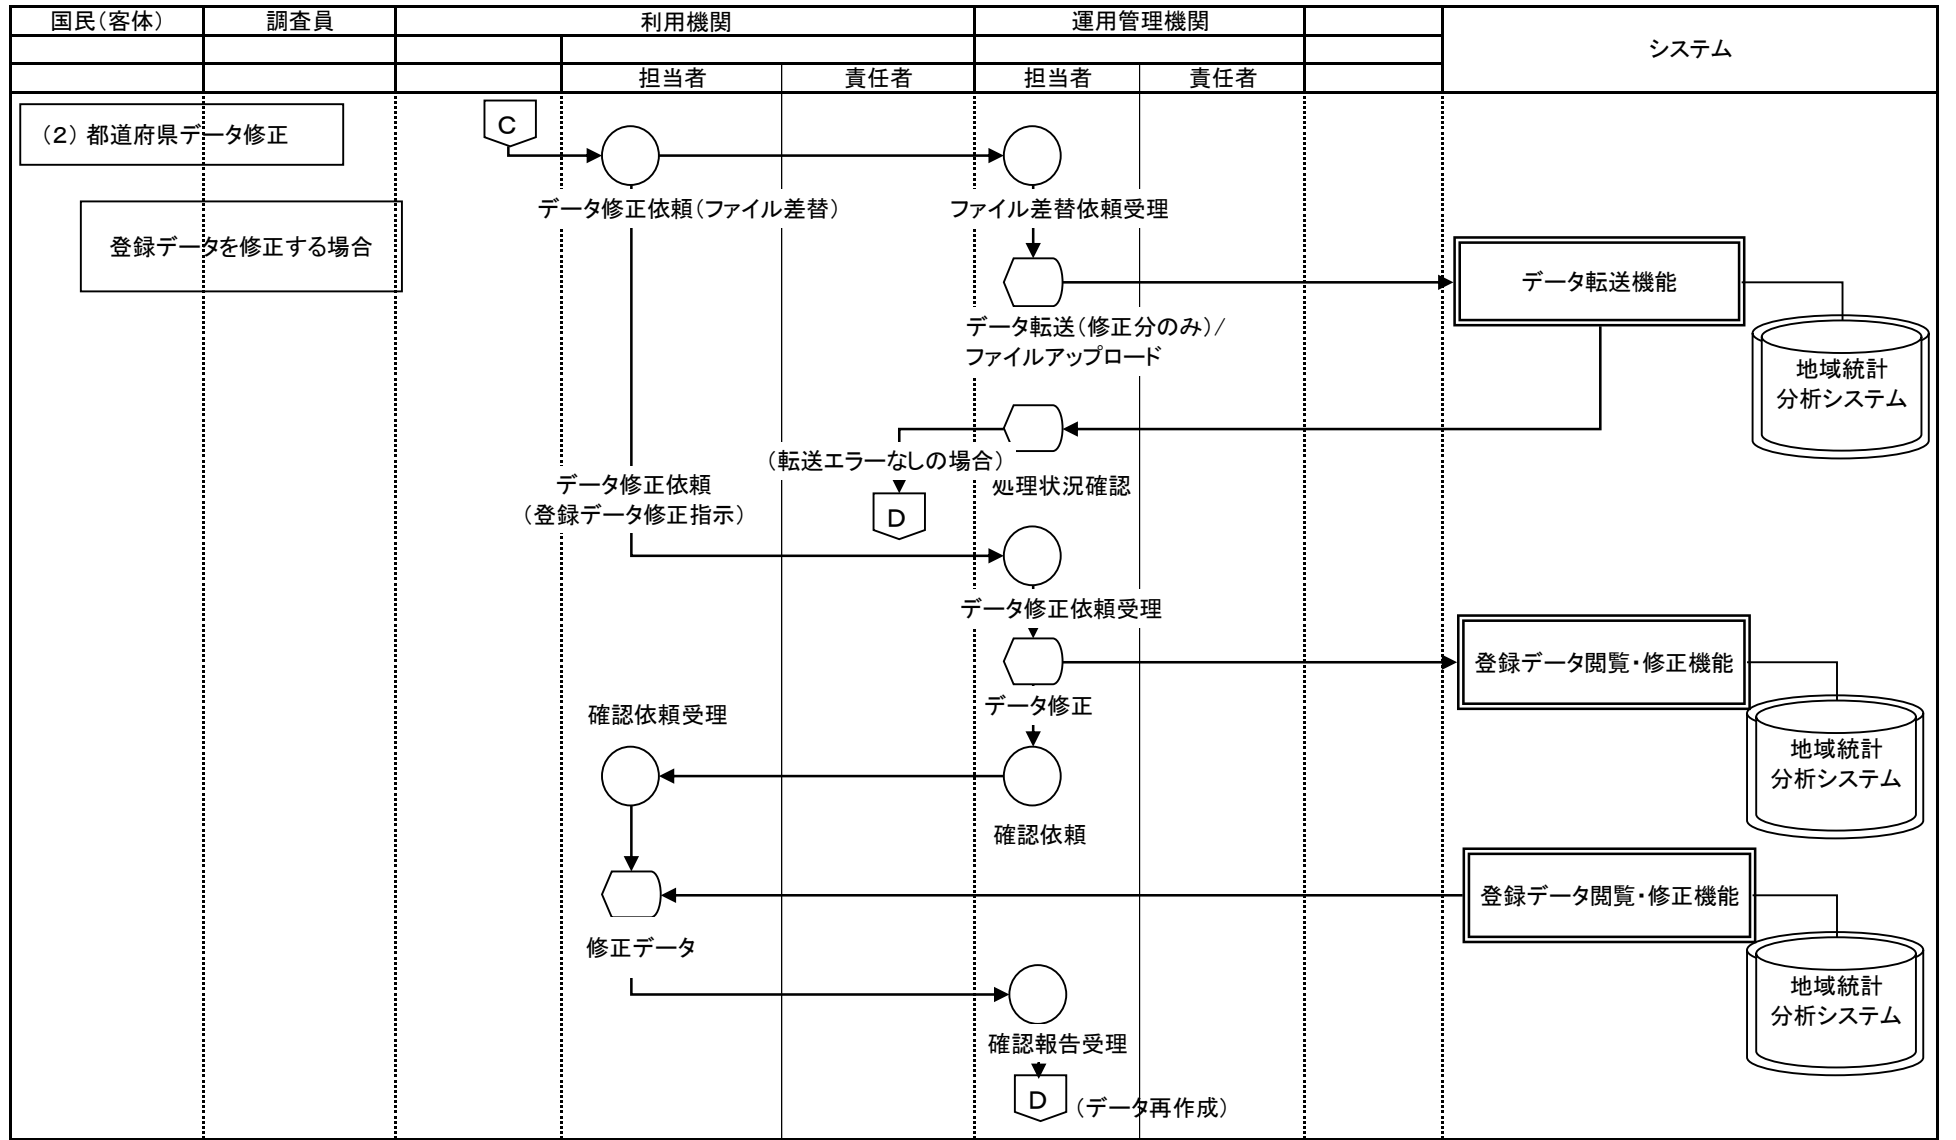 国民（客体）
調査員
利用機関
運用管理機関
システム
担当者
責任者
担当者
責任者
（２）都道府県データ修正
C
登録データを修正する場合
データ修正依頼（ファイル差替）
ファイル差替依頼受理
データ転送機能
データ転送（修正分のみ）/
ファイルアップロード
地域統計
分析システム
（転送エラーなしの場合）
処理状況確認
データ修正依頼
（登録データ修正指示）
D
データ修正依頼受理
登録データ閲覧・修正機能
データ修正
確認依頼受理
地域統計
分析システム
確認依頼
登録データ閲覧・修正機能
修正データ
地域統計
分析システム
確認報告受理
D
（データ再作成）